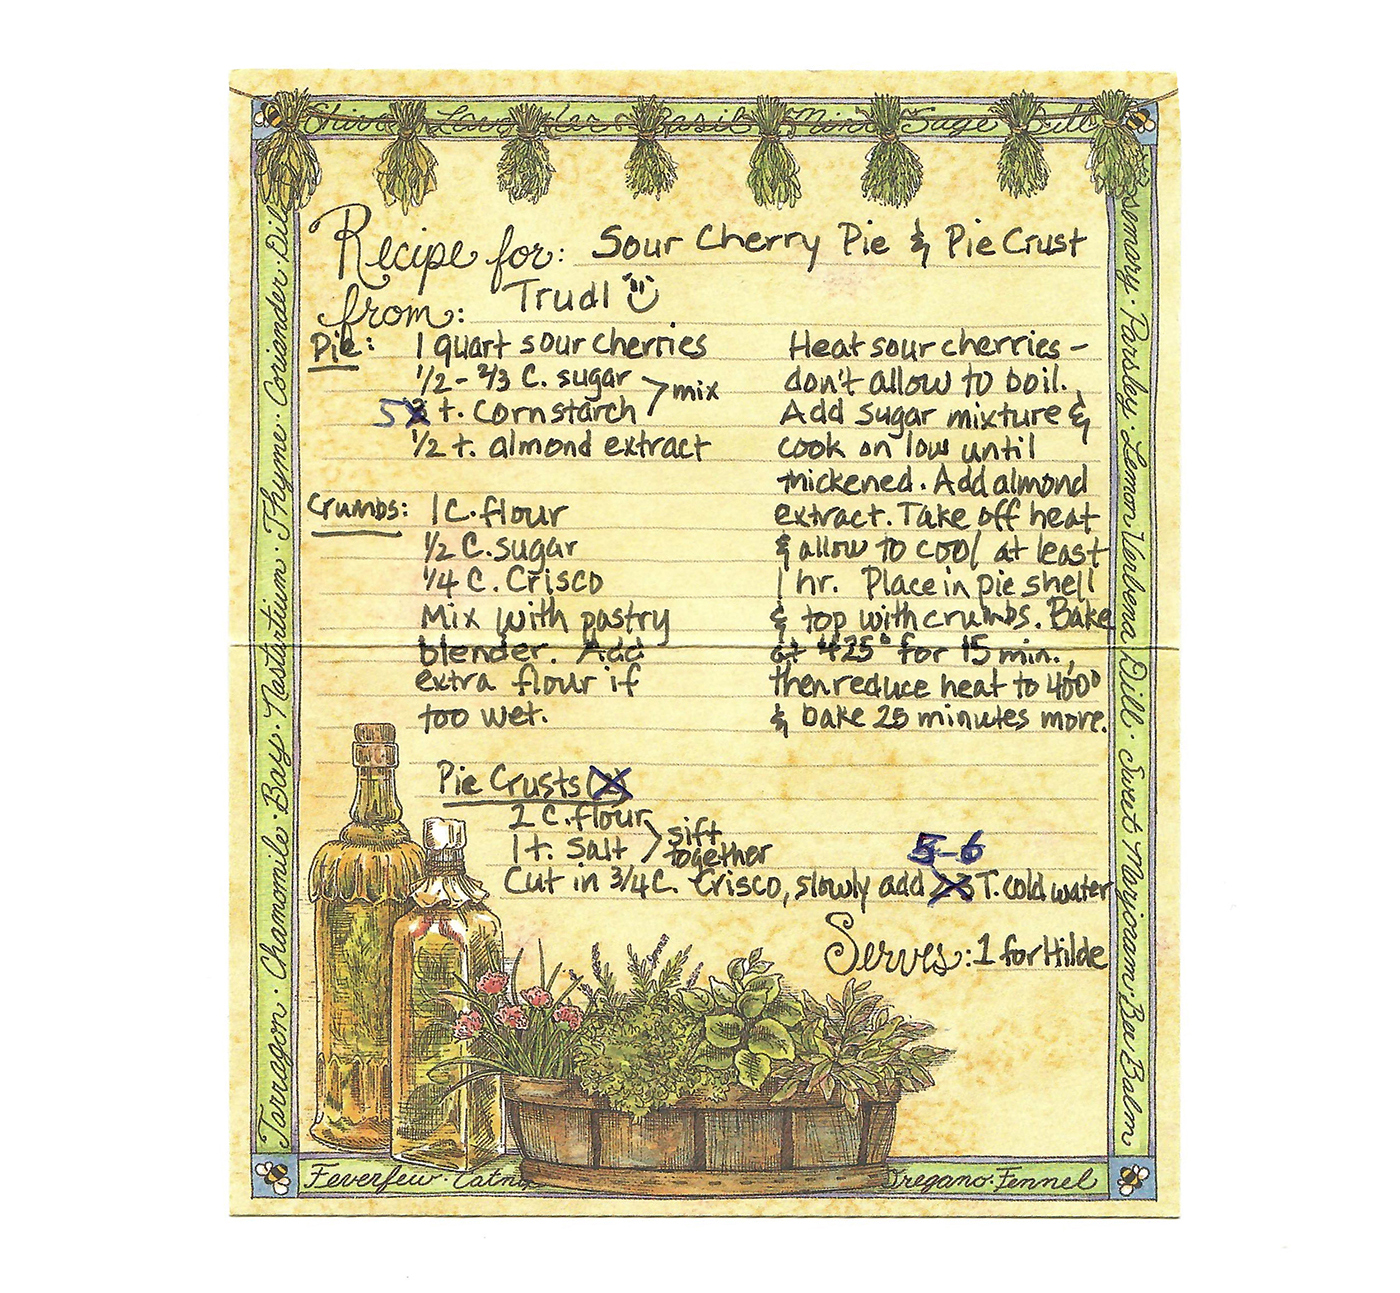 Chive Lavender Basil Mint Sage Dill
Rosemary · Parsley · Lemon Verbena Dill · Sweet Marjoram · Bee Balm
Tarragon · Chamomile · Bay · Nastartium · Thyme · Coriander · Dill
Recipe for: Sour Cherry Pie & Pie Crust
from: Trudl
Pie: 1 quart sour cherries
1/2 - 2/3 C. sugar > mix
5 t. Cornstarch
1/2 t. almond extract
Crumbs: 1 C. flour
1/2 C. sugar
1/4 C. Crisco
Mix with pastry
blender. Add
extra flour if
too wet.
Heat sour cherries -
don't allow to boil.
Add sugar mixture &
cook on low until
thickened. Add almond
extract. Take off heat
& allow to cool at least
1 hr. Place in pie shell
& top with crumbs. Bake
at 425° for 15 min.,
then reduce heat to 400°
& bake 25 minutes more.
Pie Crusts
2 C. flour
1 t. Salt > sift together
5-6
Cut in 3/4 C. Crisco, slowly add T. cold water
Serves: 1 for Hilde
Feverfew · Catnip Oregano · Fennel